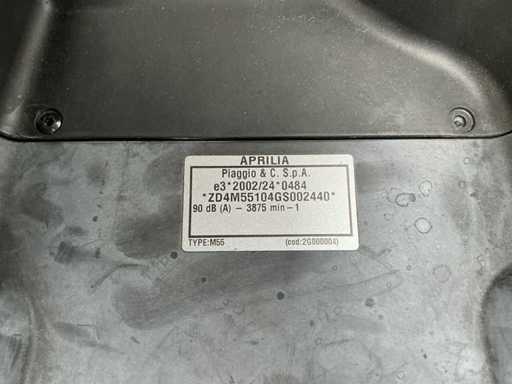 APRILIA
Piaggio & C. S.p.A.
e3*2002/24*0484
*ZD4M55104GS002440*
90 dB (A) – 3875 min–1
TYPE:M55 (cod:2G000004)